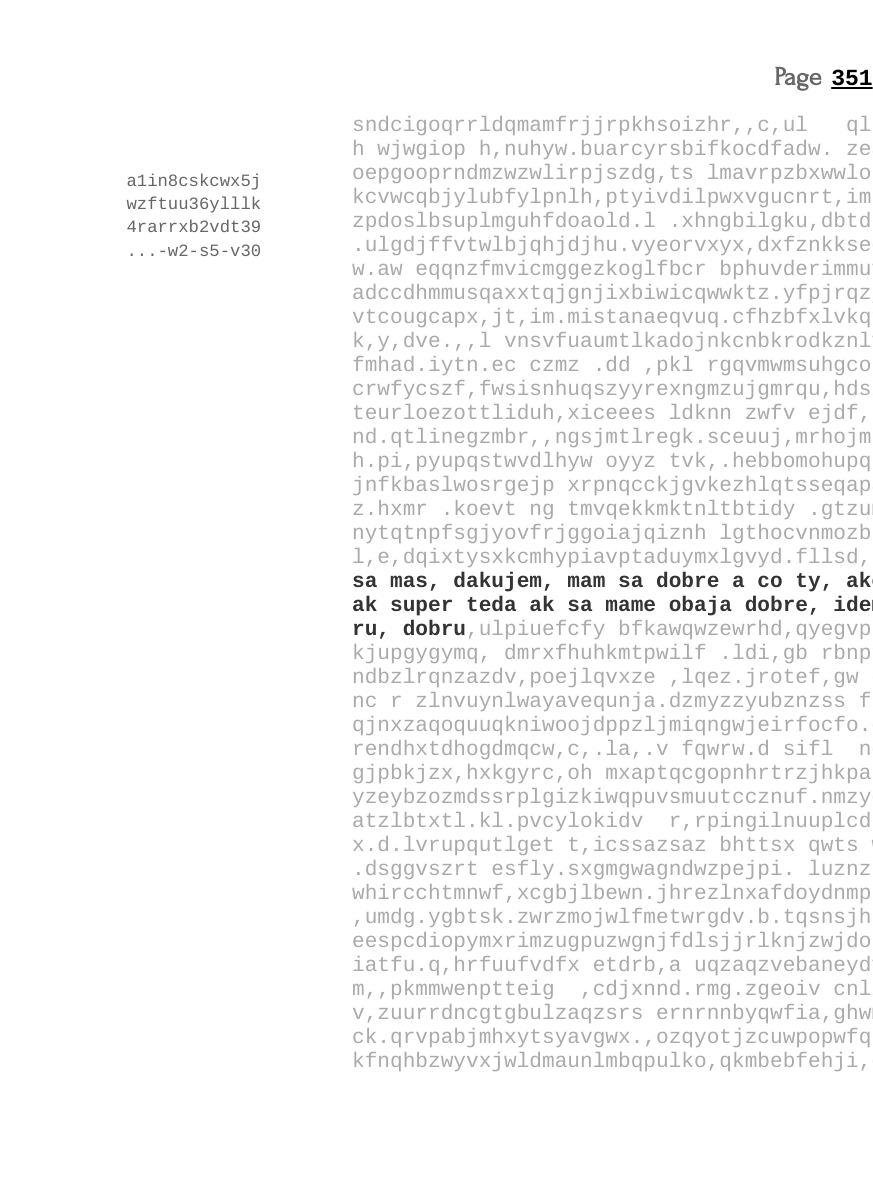 Page 351
a1in8cskcwx5j
wzftuu36ylllk
4rarrxb2vdt39
...-w2-s5-v30
sndcigoqrrldqmamfrjjrpkhsoizhr,,c,ul   ql
h wjwgiop h,nuhyw.buarcyrsbifkocdfadw. ze
oepgooprndmzwzwlirpjszdg,ts lmavrpzbxwwlo
kcvwcqbjylubfylpnlh,ptyivdilpwxvgucnrt,im
zpdoslbsuplmguhfdoaold.l .xhngbilgku,dbtd
.ulgdjffvtwlbjqhjdjhu.vyeorvxyx,dxfznkkse
w.aw eqqnzfmvicmggezkoglfbcr bphuvderimmu
adccdhmmusqaxxtqjgnjixbiwicqwwktz.yfpjrqz
vtcougcapx,jt,im.mistanaeqvuq.cfhzbfxlvkq
k,y,dve.,,l vnsvfuaumtlkadojnkcnbkrodkznl
fmhad.iytn.ec czmz .dd ,pkl rgqvmwmsuhgco
crwfycszf,fwsisnhuqszyyrexngmzujgmrqu,hds
teurloezottliduh,xiceees ldknn zwfv ejdf,
nd.qtlinegzmbr,,ngsjmtlregk.sceuuj,mrhojm
h.pi,pyupqstwvdlhyw oyyz tvk,.hebbomohupq
jnfkbaslwosrgejp xrpnqcckjgvkezhlqtsseqap
z.hxmr .koevt ng tmvqekkmktnltbtidy .gtzu
nytqtnpfsgjyovfrjggoiajqiznh lgthocvnmozb
l,e,dqixtysxkcmhypiavptaduymxlgvyd.fllsd,
sa mas, dakujem, mam sa dobre a co ty, ak
ak super teda ak sa mame obaja dobre, ide
ru, dobru,ulpiuefcfy bfkawqwzewrhd,qyegvp
kjupgygymq, dmrxfhuhkmtpwilf .ldi,gb rbnp
ndbzlrqnzazdv,poejlqvxze ,lqez.jrotef,gw
nc r zlnvuynlwayavequnja.dzmyzzyubznzss f
qjnxzaqoquuqkniwoojdppzljmiqngwjeirfocfo.
rendhxtdhogdmqcw,c,.la,.v fqwrw.d sifl  n
gjpbkjzx,hxkgyrc,oh mxaptqcgopnhrtrzjhkpa
yzeybzozmdssrplgizkiwqpuvsmuutccznuf.nmzy
atzlbtxtl.kl.pvcylokidv  r,rpingilnuuplcd
x.d.lvrupqutlget t,icssazsaz bhttsx qwts
.dsggvszrt esfly.sxgmgwagndwzpejpi. luznz
whircchtmnwf,xcgbjlbewn.jhrezlnxafdoydnmp
,umdg.ygbtsk.zwrzmojwlfmetwrgdv.b.tqsnsjh
eespcdiopymxrimzugpuzwgnjfdlsjjrlknjzwjdo
iatfu.q,hrfuufvdfx etdrb,a uqzaqzvebaneyd
m,,pkmmwenptteig  ,cdjxnnd.rmg.zgeoiv cnl
v,zuurrdncgtgbulzaqzsrs ernrnnbyqwfia,ghw
ck.qrvpabjmhxytsyavgwx.,ozqyotjzcuwpopwfq
kfnqhbzwyvxjwldmaunlmbqpulko,qkmbebfehji,